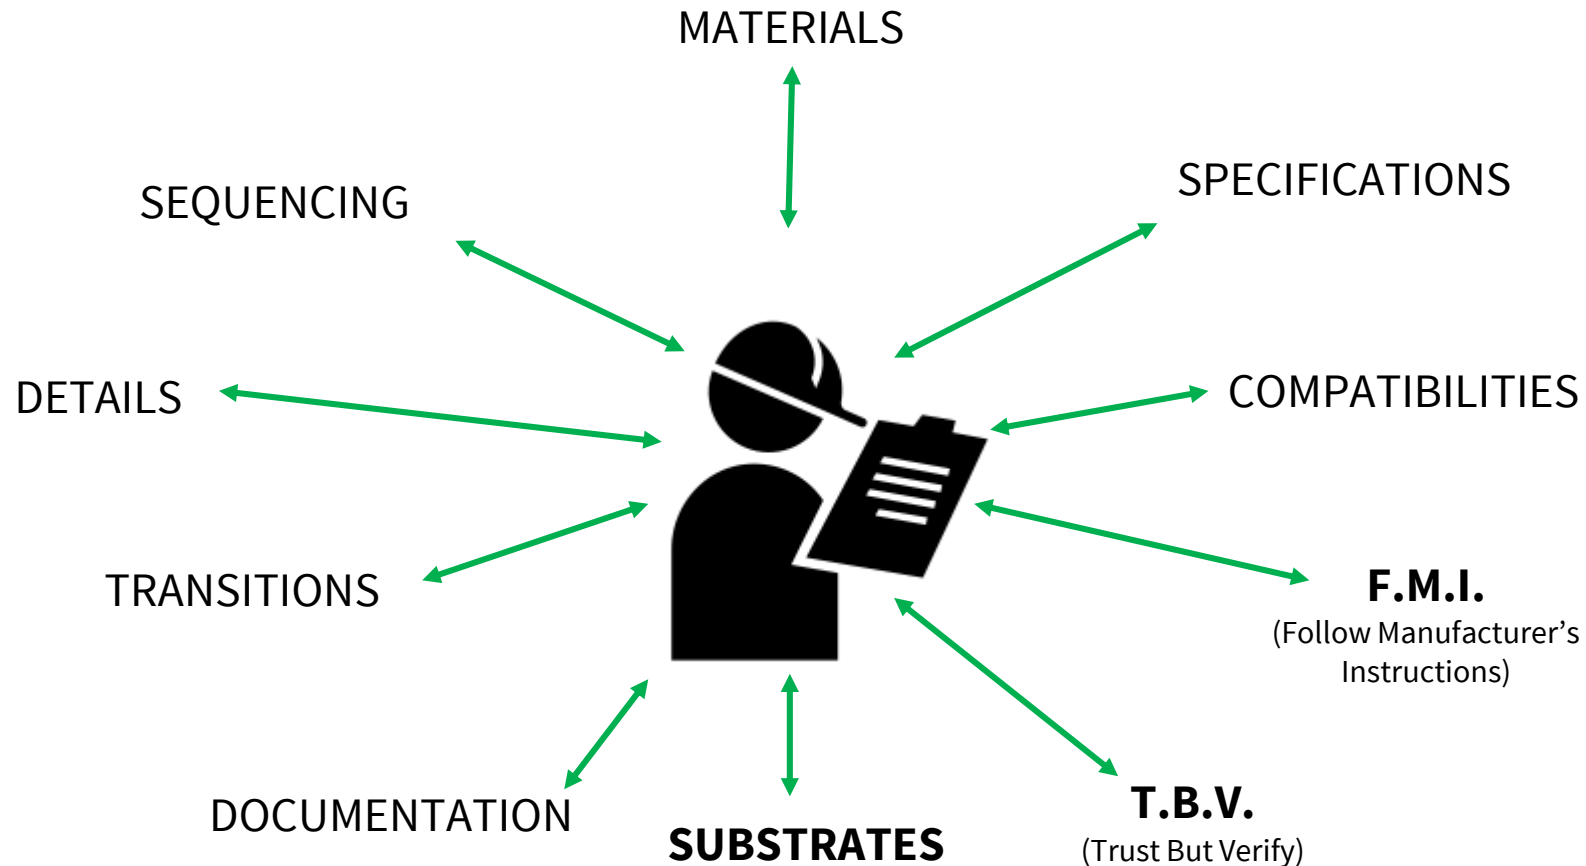 MATERIALS
SPECIFICATIONS
SEQUENCING
COMPATIBILITIES
DETAILS
F.M.I.
(Follow Manufacturer’s
Instructions)
TRANSITIONS
T.B.V.
(Trust But Verify)
DOCUMENTATION
SUBSTRATES